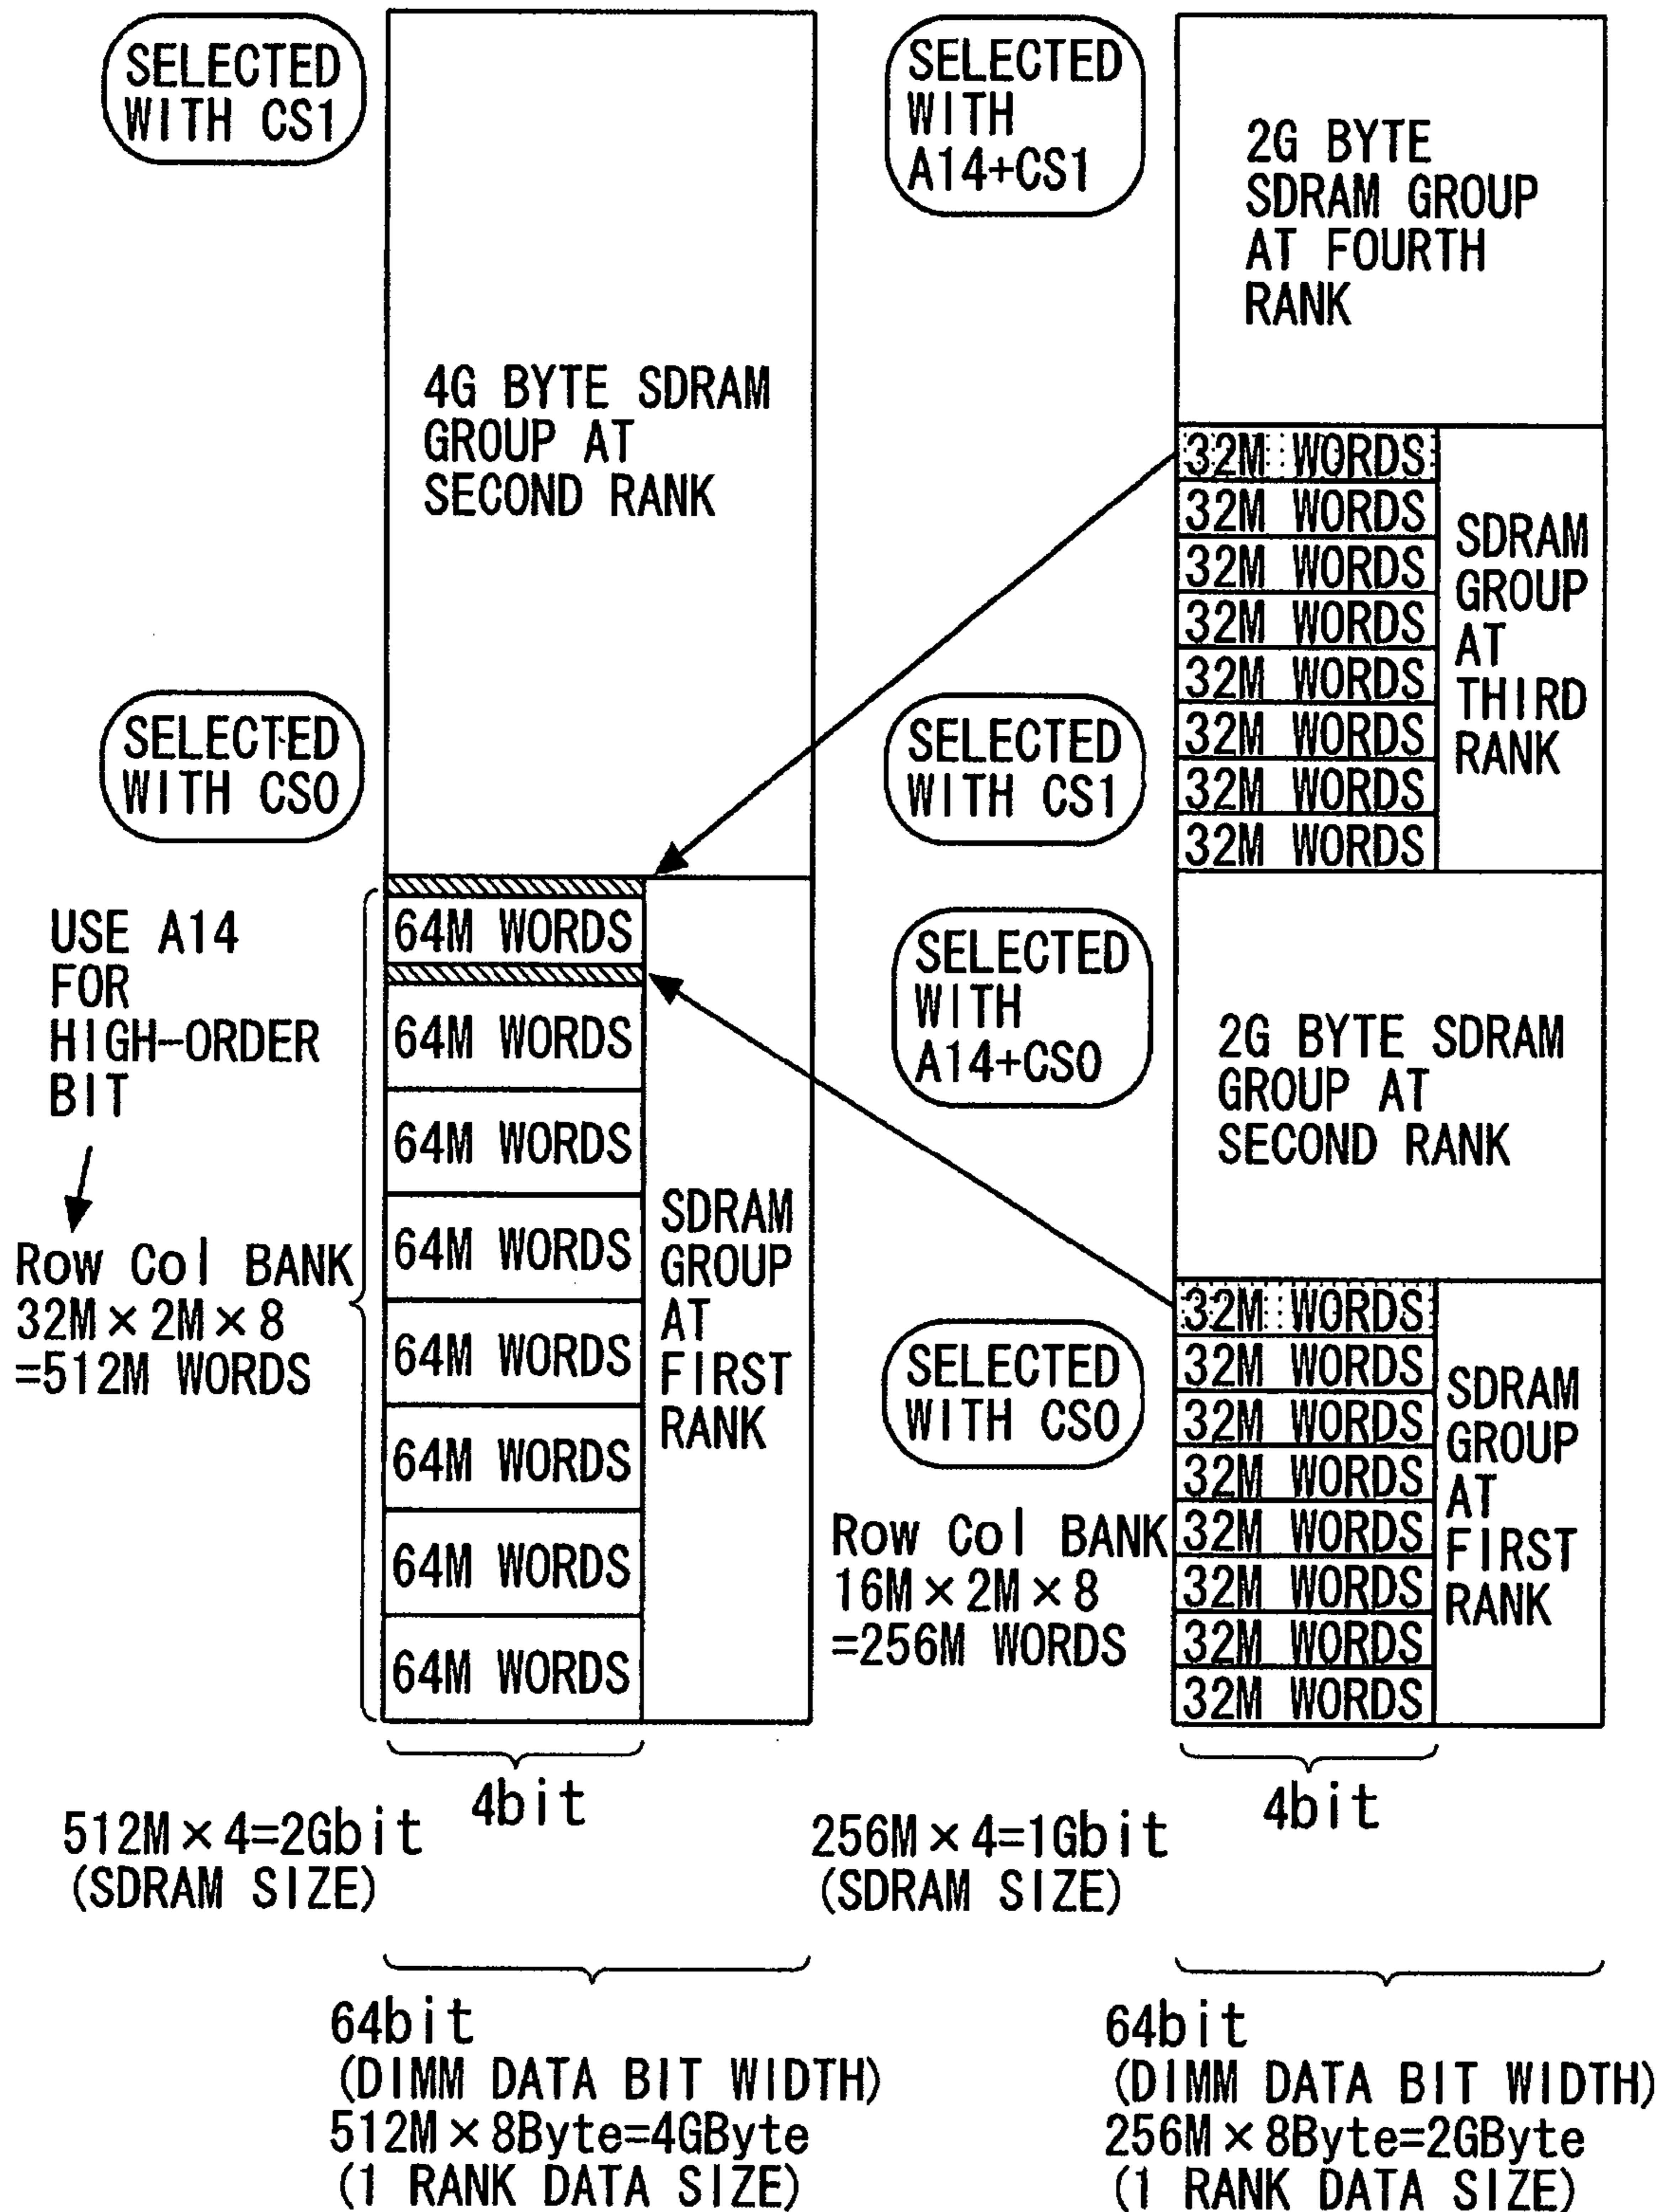 SELECTED
WITH CS1
4G BYTE SDRAM
GROUP AT
SECOND RANK
SELECTED
WITH CS0
USE A14
FOR
HIGH-ORDER
BIT
Row Col BANK
32M×2M×8
=512M WORDS
64M WORDS
64M WORDS
64M WORDS
64M WORDS
64M WORDS
64M WORDS
64M WORDS
64M WORDS
SDRAM
GROUP
AT
FIRST
RANK
4bit
512M×4=2Gbit
(SDRAM SIZE)
64bit
(DIMM DATA BIT WIDTH)
512M×8Byte=4GByte
(1 RANK DATA SIZE)
SELECTED
WITH
A14+CS1
2G BYTE
SDRAM GROUP
AT FOURTH
RANK
32M WORDS
32M WORDS
32M WORDS
32M WORDS
32M WORDS
32M WORDS
32M WORDS
32M WORDS
SDRAM
GROUP
AT
THIRD
RANK
SELECTED
WITH CS1
SELECTED
WITH
A14+CS0
2G BYTE SDRAM
GROUP AT
SECOND RANK
SELECTED
WITH CS0
32M WORDS
32M WORDS
32M WORDS
32M WORDS
32M WORDS
32M WORDS
32M WORDS
32M WORDS
SDRAM
GROUP
AT
FIRST
RANK
Row Col BANK
16M×2M×8
=256M WORDS
4bit
256M×4=1Gbit
(SDRAM SIZE)
64bit
(DIMM DATA BIT WIDTH)
256M×8Byte=2GByte
(1 RANK DATA SIZE)